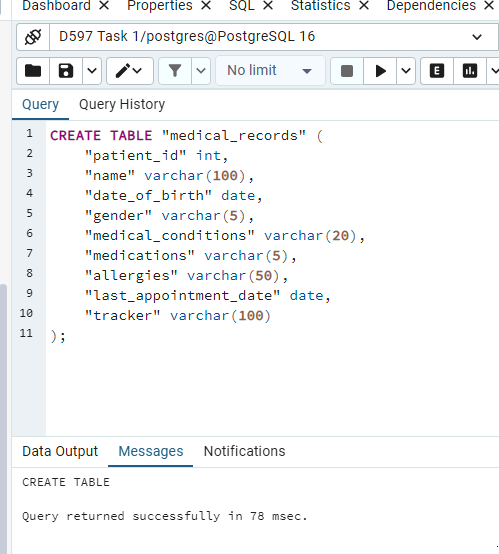 Dashboard × Properties × SQL × Statistics × Dependencies ×
D597 Task 1/postgres@PostgreSQL 16
No limit
E
Query Query History
1 CREATE TABLE "medical_records" (
2 "patient_id" int,
3 "name" varchar(100),
4 "date_of_birth" date,
5 "gender" varchar(5),
6 "medical_conditions" varchar(20),
7 "medications" varchar(5),
8 "allergies" varchar(50),
9 "last_appointment_date" date,
10 "tracker" varchar(100)
11 );
Data Output Messages Notifications
CREATE TABLE
Query returned successfully in 78 msec.